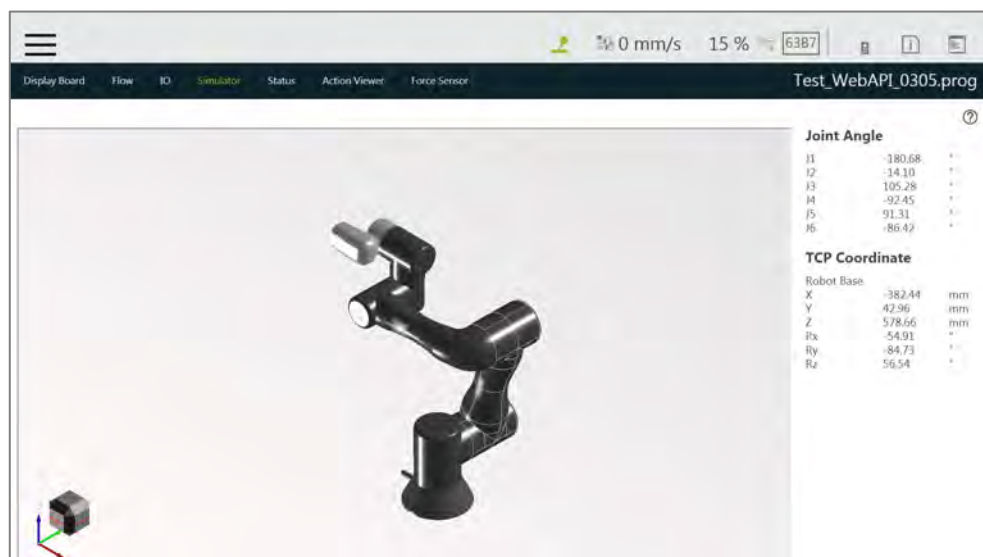 0 mm/s 15 % 63B7
Display Board Flow IO Simulator Status Action Viewer Force Sensor Test_WebAPI_0305.prog
Joint Angle
J1 -180.68 °
J2 -14.10 °
J3 105.28 °
J4 -92.45 °
J5 91.31 °
J6 -86.42 °
TCP Coordinate
Robot Base
X -382.44 mm
Y 42.96 mm
Z 578.66 mm
Rx -54.91 °
Ry -84.73 °
Rz 56.54 °